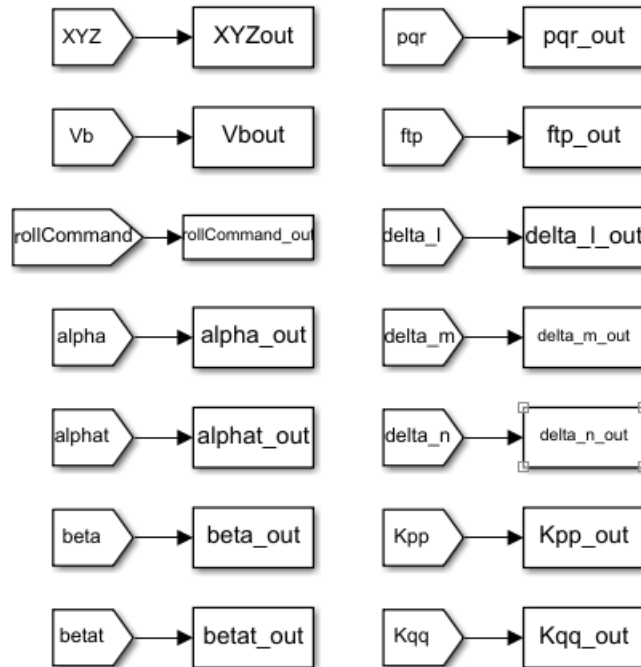 XYZ XYZout pqr pqr_out
Vb Vbout ftp ftp_out
rollCommand rollCommand_out delta_l delta_l_out
alpha alpha_out delta_m delta_m_out
alphat alphat_out delta_n delta_n_out
beta beta_out Kpp Kpp_out
betat betat_out Kqq Kqq_out